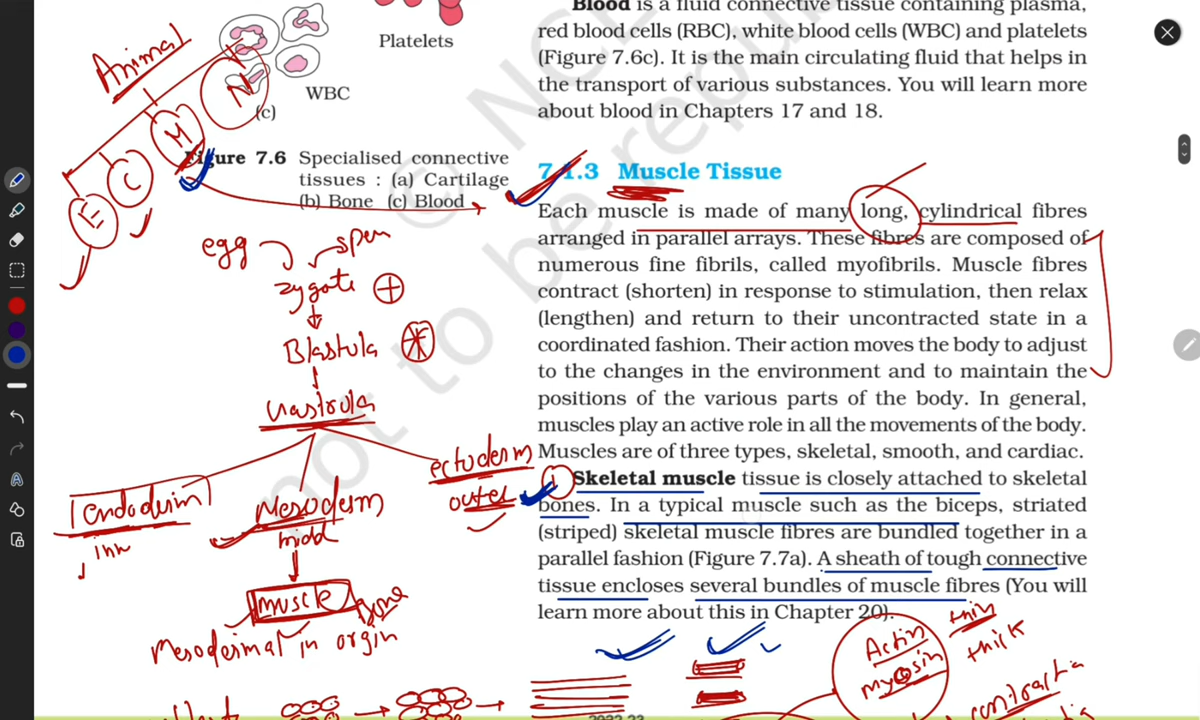 Blood is a fluid connective tissue containing plasma,
red blood cells (RBC), white blood cells (WBC) and platelets
(Figure 7.6c). It is the main circulating fluid that helps in
the transport of various substances. You will learn more
about blood in Chapters 17 and 18.
Platelets
WBC
(c)
Animal
N
M
C
E
Figure 7.6 Specialised connective
tissues : (a) Cartilage
(b) Bone (c) Blood
egg
zygote
Blastula
Mesoderm
midd
ectoderm
outer
muscle
Mesodermal in orgin
7.1.3 Muscle Tissue
Each muscle is made of many long, cylindrical fibres
arranged in parallel arrays. These fibres are composed of
numerous fine fibrils, called myofibrils. Muscle fibres
contract (shorten) in response to stimulation, then relax
(lengthen) and return to their uncontracted state in a
coordinated fashion. Their action moves the body to adjust
to the changes in the environment and to maintain the
positions of the various parts of the body. In general,
muscles play an active role in all the movements of the body.
Muscles are of three types, skeletal, smooth, and cardiac.
Skeletal muscle tissue is closely attached to skeletal
bones. In a typical muscle such as the biceps, striated
(striped) skeletal muscle fibres are bundled together in a
parallel fashion (Figure 7.7a). A sheath of tough connective
tissue encloses several bundles of muscle fibres (You will
learn more about this in Chapter 20).
Actin
myosin
thin
thick
2022-23
not to be